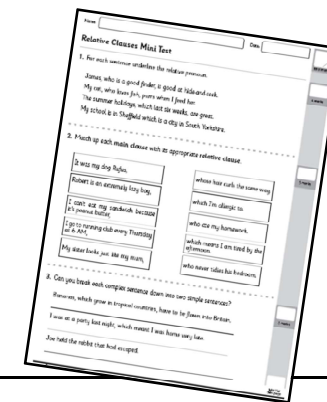 Name:
Date:
Relative Clauses Mini Test
1. For each sentence underline the relative pronoun.
James, who is a good finder, is good at hide and seek.
My cat, who loves fish, purrs when I feed him.
The summer holidays, which last six weeks, are great.
My school is in Sheffield which is a city in South Yorkshire.
2. Match up each main clause with its appropriate relative clause.
It was my dog Rufus,
Robert is an extremely lazy boy,
I can't eat my sandwich because it's peanut butter,
I go to running club every Thursday at 6 AM,
My sister looks just like my mum,
whose hair curls the same way.
which I'm allergic to.
who ate my homework.
which means I am tired by the afternoon.
who never tidies his bedroom.
3. Can you break each complex sentence down into two simple sentences?
Bananas, which grow in tropical countries, have to be flown into Britain.
I was at a party last night, which meant I was home very late.
Joe held the rabbit that had escaped.